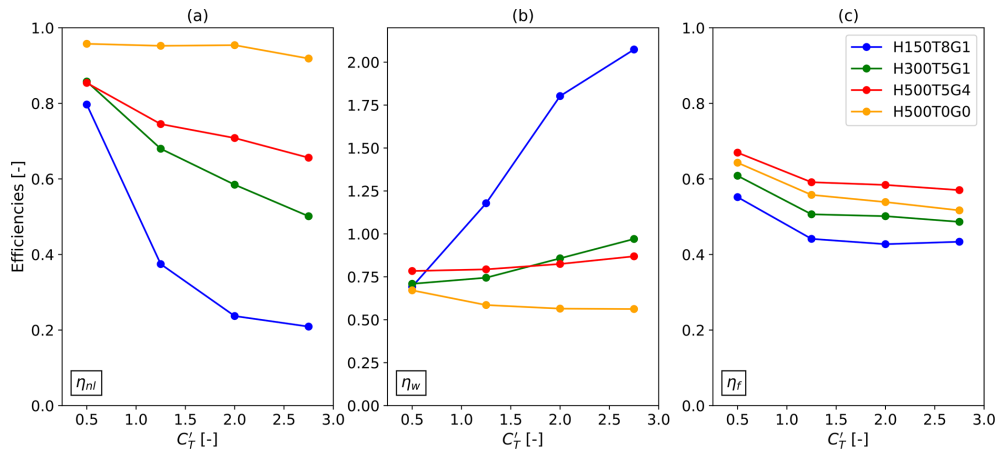 (a)
Efficiencies [-]
1.0
0.8
0.6
0.4
0.2
0.0
η_nl
0.5 1.0 1.5 2.0 2.5 3.0
C'_T [-]
(b)
2.00
1.75
1.50
1.25
1.00
0.75
0.50
0.25
0.00
η_w
0.5 1.0 1.5 2.0 2.5 3.0
C'_T [-]
(c)
H150T8G1
H300T5G1
H500T5G4
H500T0G0
1.0
0.8
0.6
0.4
0.2
0.0
η_f
0.5 1.0 1.5 2.0 2.5 3.0
C'_T [-]